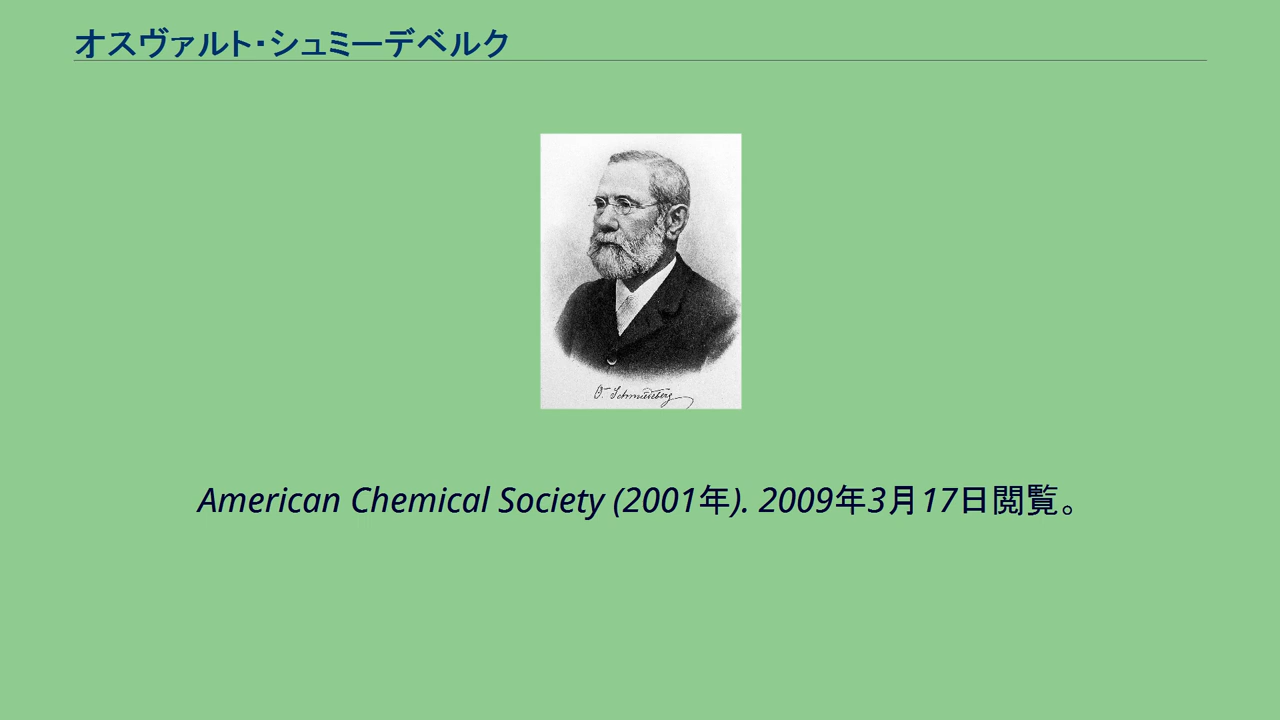 オスヴァルト・シュミーデベルク
O. Schmiedeberg
American Chemical Society (2001年). 2009年3月17日閲覧。